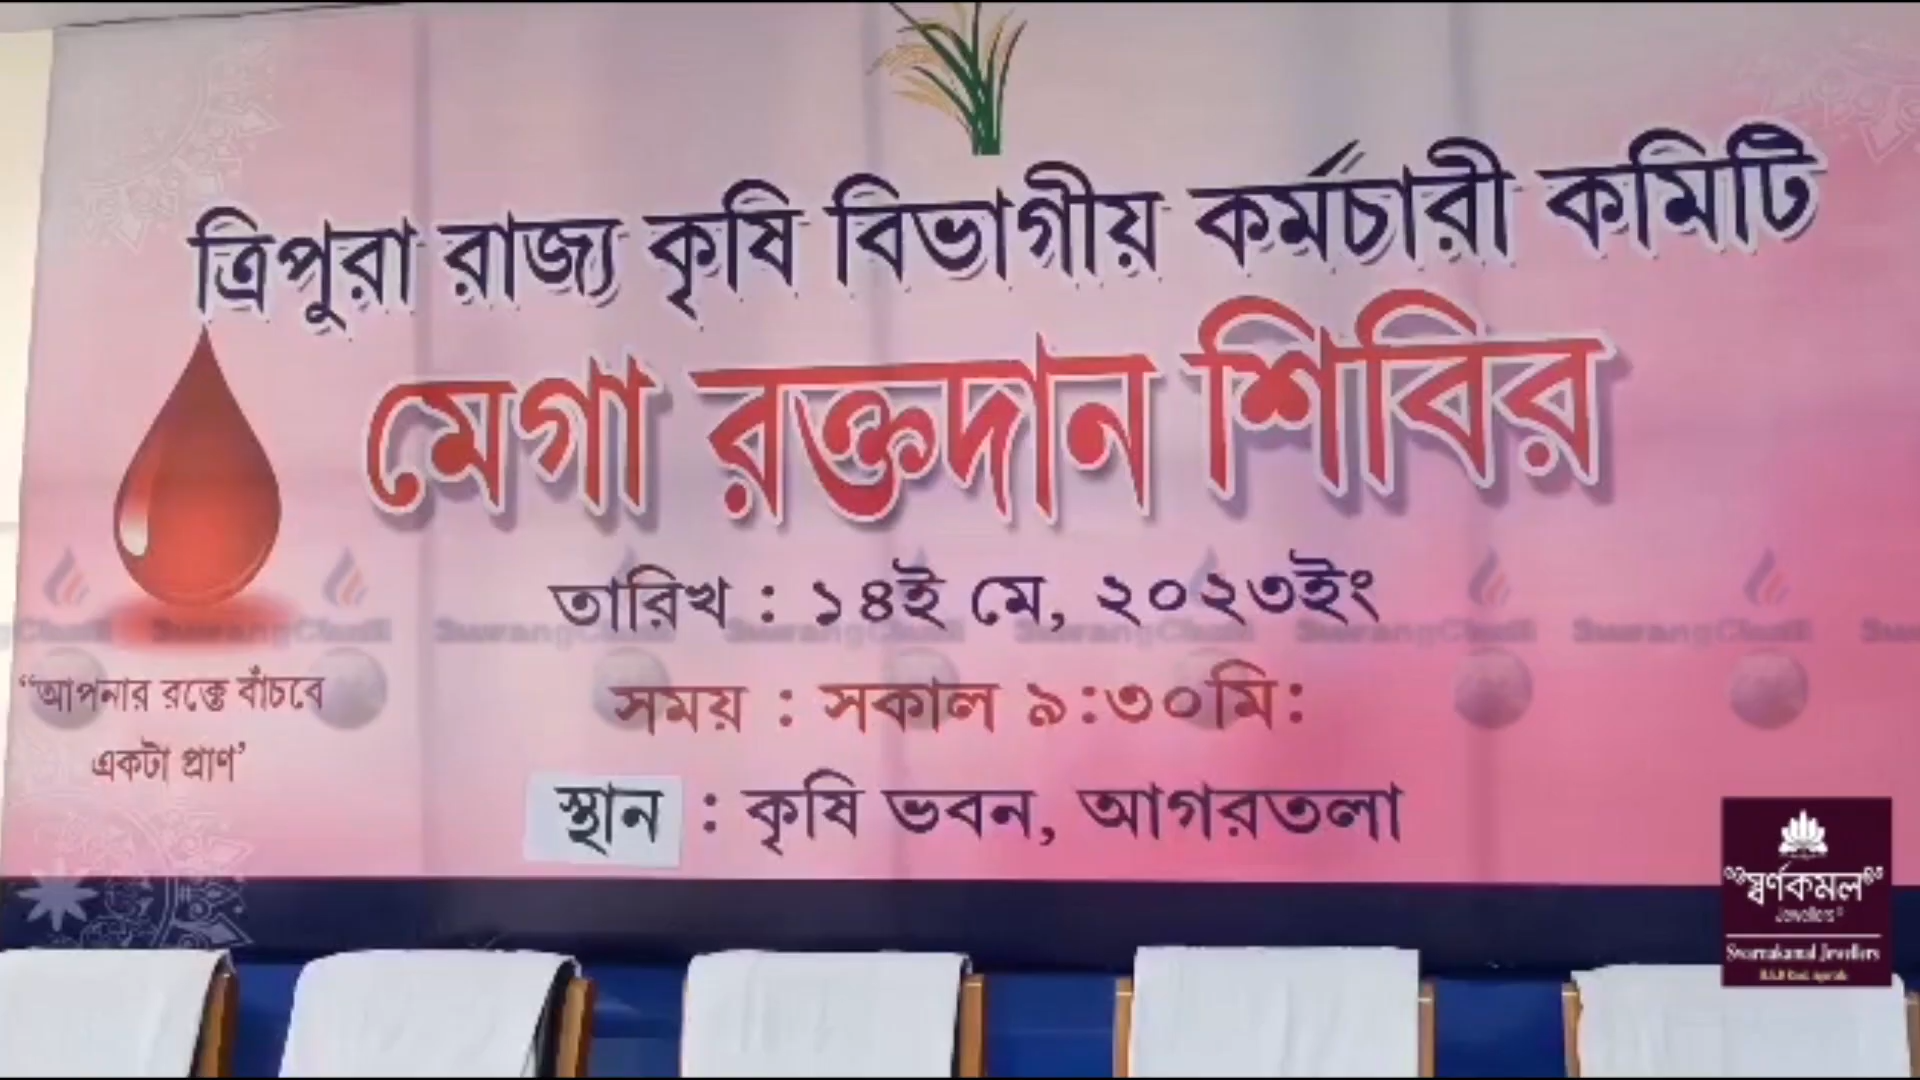 ত্রিপুরা রাজ্য কৃষি বিভাগীয় কর্মচারী কমিটি
মেগা রক্তদান শিবির
তারিখ : ১৪ই মে, ২০২৩ইং
সময় : সকাল ৯:৩০মি:
স্থান : কৃষি ভবন, আগরতলা
“আপনার রক্তে বাঁচবে
একটা প্রাণ’
স্বর্ণকমল
Jewellers
Swarnakamal Jewellers